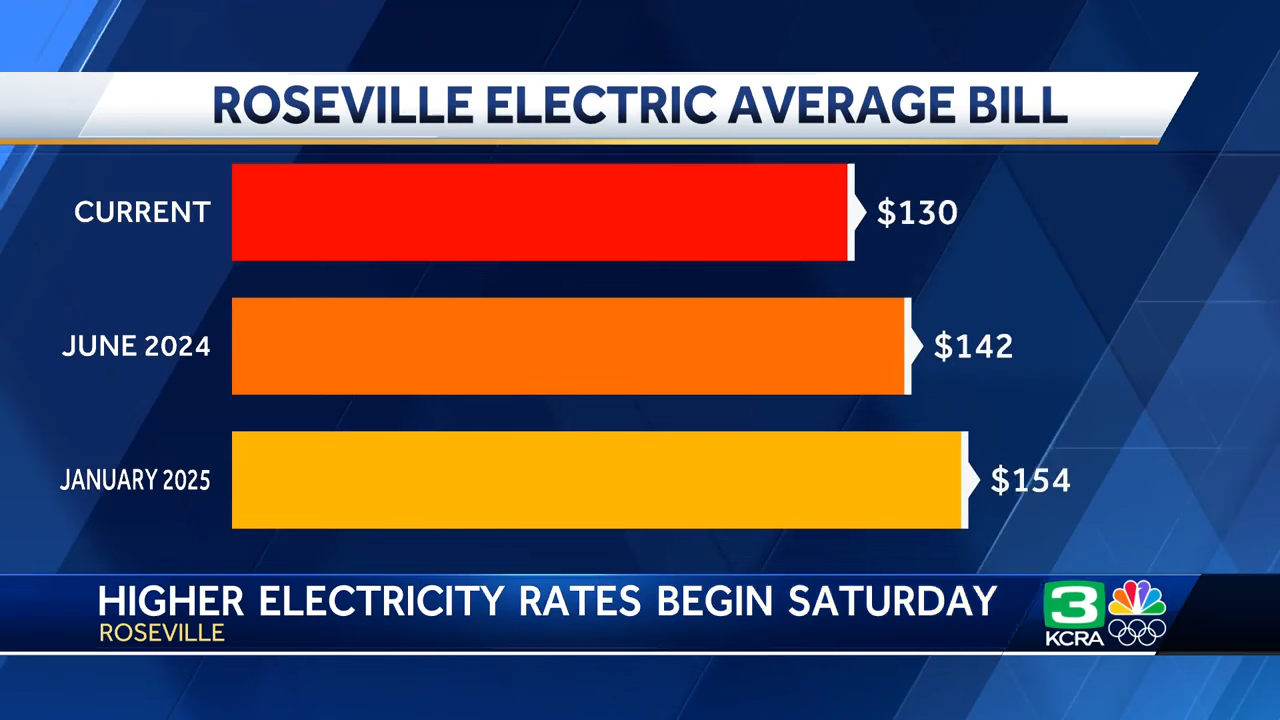 ROSEVILLE ELECTRIC AVERAGE BILL
CURRENT $130
JUNE 2024 $142
JANUARY 2025 $154
HIGHER ELECTRICITY RATES BEGIN SATURDAY
ROSEVILLE
3
KCRA